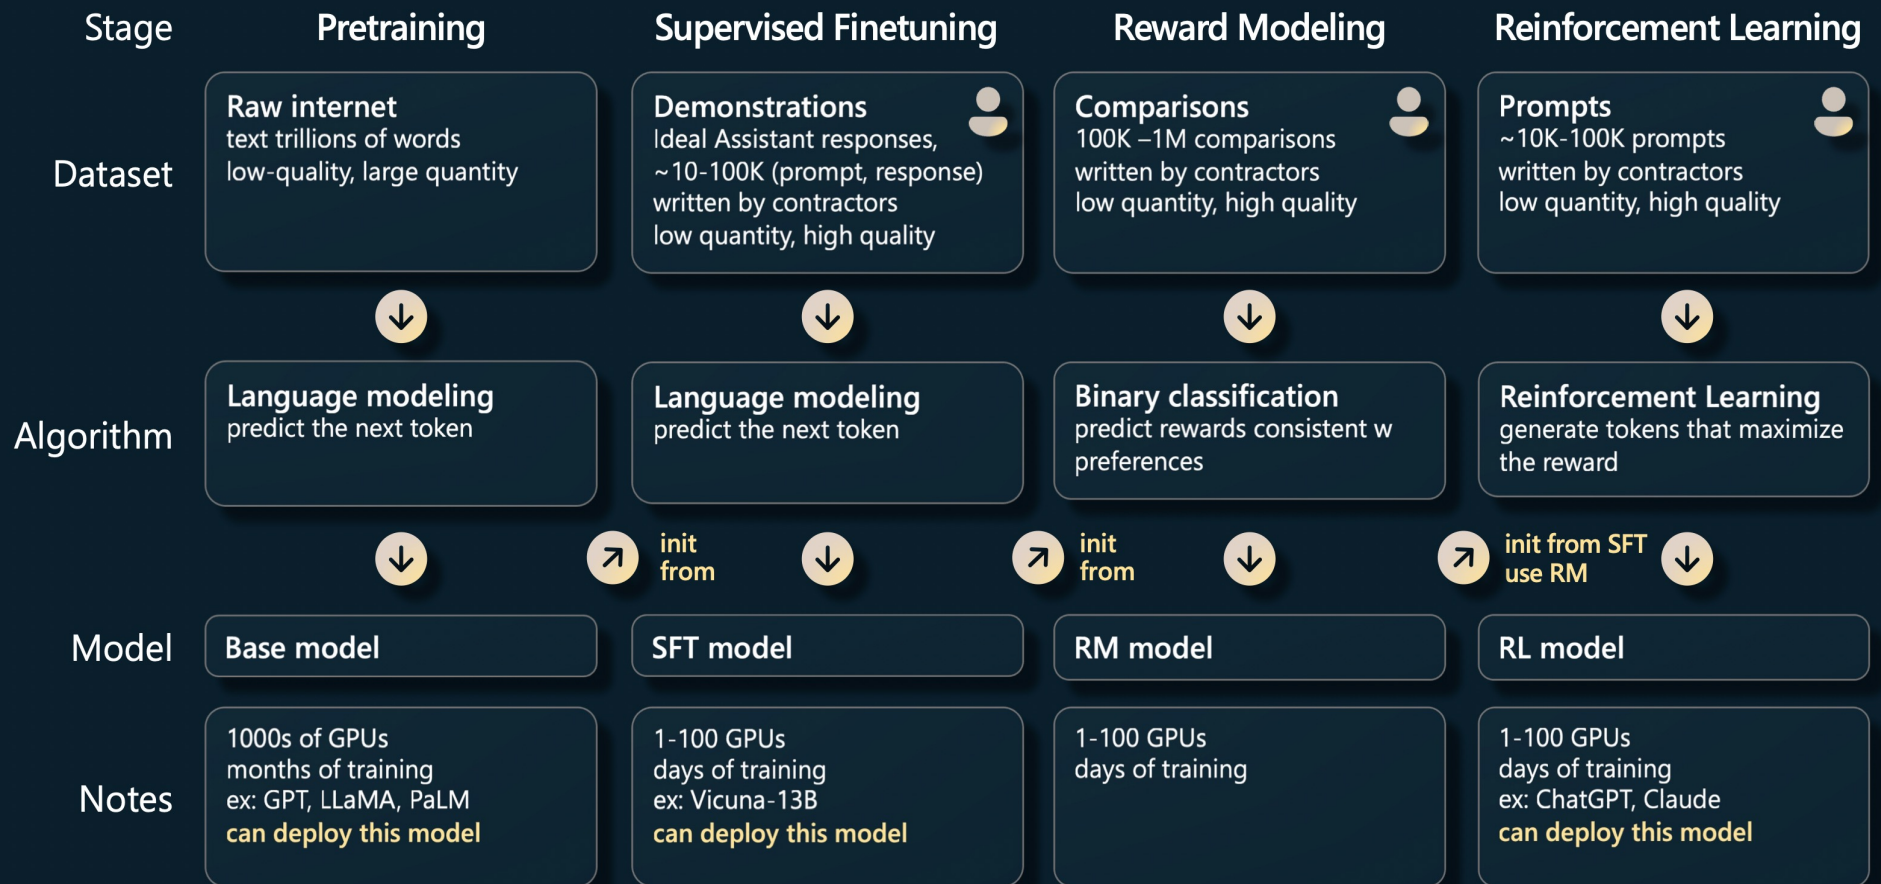 Stage
Pretraining
Supervised Finetuning
Reward Modeling
Reinforcement Learning
Dataset
Raw internet
text trillions of words
low-quality, large quantity
Demonstrations
Ideal Assistant responses,
~10-100K (prompt, response)
written by contractors
low quantity, high quality
Comparisons
100K –1M comparisons
written by contractors
low quantity, high quality
Prompts
~10K-100K prompts
written by contractors
low quantity, high quality
Algorithm
Language modeling
predict the next token
Language modeling
predict the next token
Binary classification
predict rewards consistent w
preferences
Reinforcement Learning
generate tokens that maximize
the reward
init
from
init
from
init from SFT
use RM
Model
Base model
SFT model
RM model
RL model
Notes
1000s of GPUs
months of training
ex: GPT, LLaMA, PaLM
can deploy this model
1-100 GPUs
days of training
ex: Vicuna-13B
can deploy this model
1-100 GPUs
days of training
1-100 GPUs
days of training
ex: ChatGPT, Claude
can deploy this model